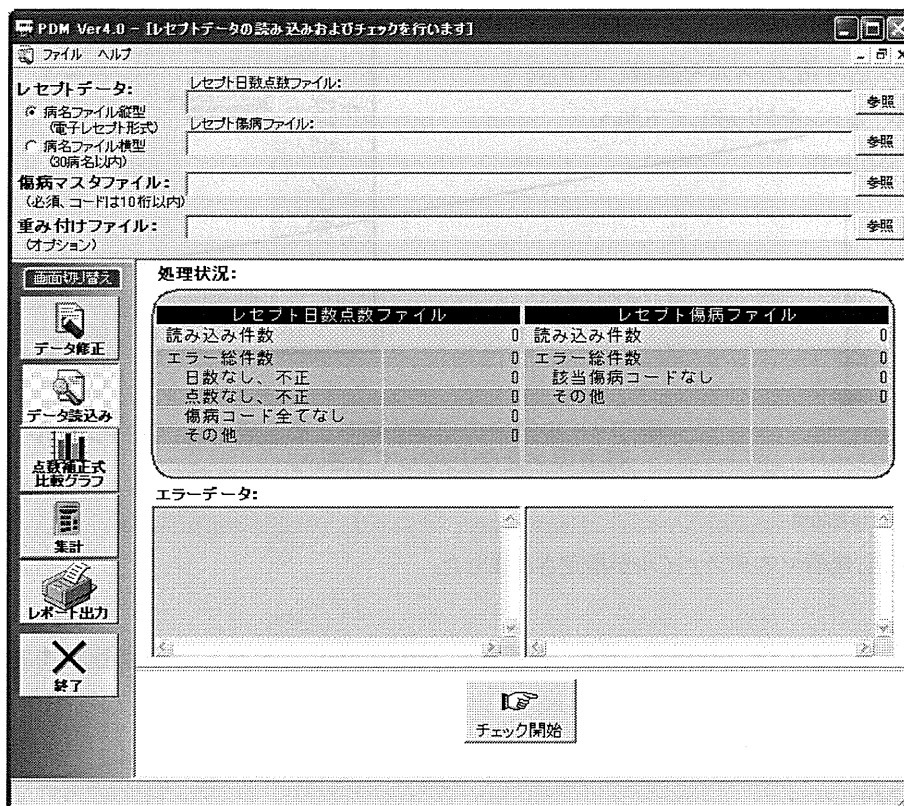 PDM Ver4.0 - [レセプトデータの読み込みおよびチェックを行います]
ファイル ヘルプ
レセプトデータ:
病名ファイル縦型
(電子レセプト形式)
病名ファイル横型
(30病名以内)
レセプト日数点数ファイル:
参照
レセプト傷病ファイル:
参照
傷病マスタファイル:
(必須、コードは10桁以内)
参照
重み付けファイル:
(オプション)
参照
画面切り替え
データ修正
データ読込み
点数補正式
比較グラフ
集計
レポート出力
終了
処理状況:
レセプト日数点数ファイル
読み込み件数 0
エラー総件数 0
日数なし、不正 0
点数なし、不正 0
傷病コード全てなし 0
その他 0
レセプト傷病ファイル
読み込み件数 0
エラー総件数 0
該当傷病コードなし 0
その他 0
エラーデータ:
チェック開始